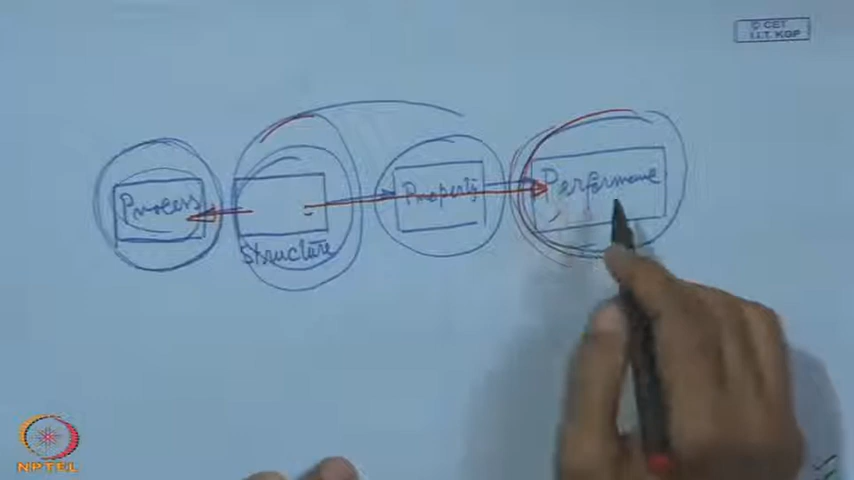 © CET
I.I.T. KGP
Process
Structure
Property
Performance
NPTEL